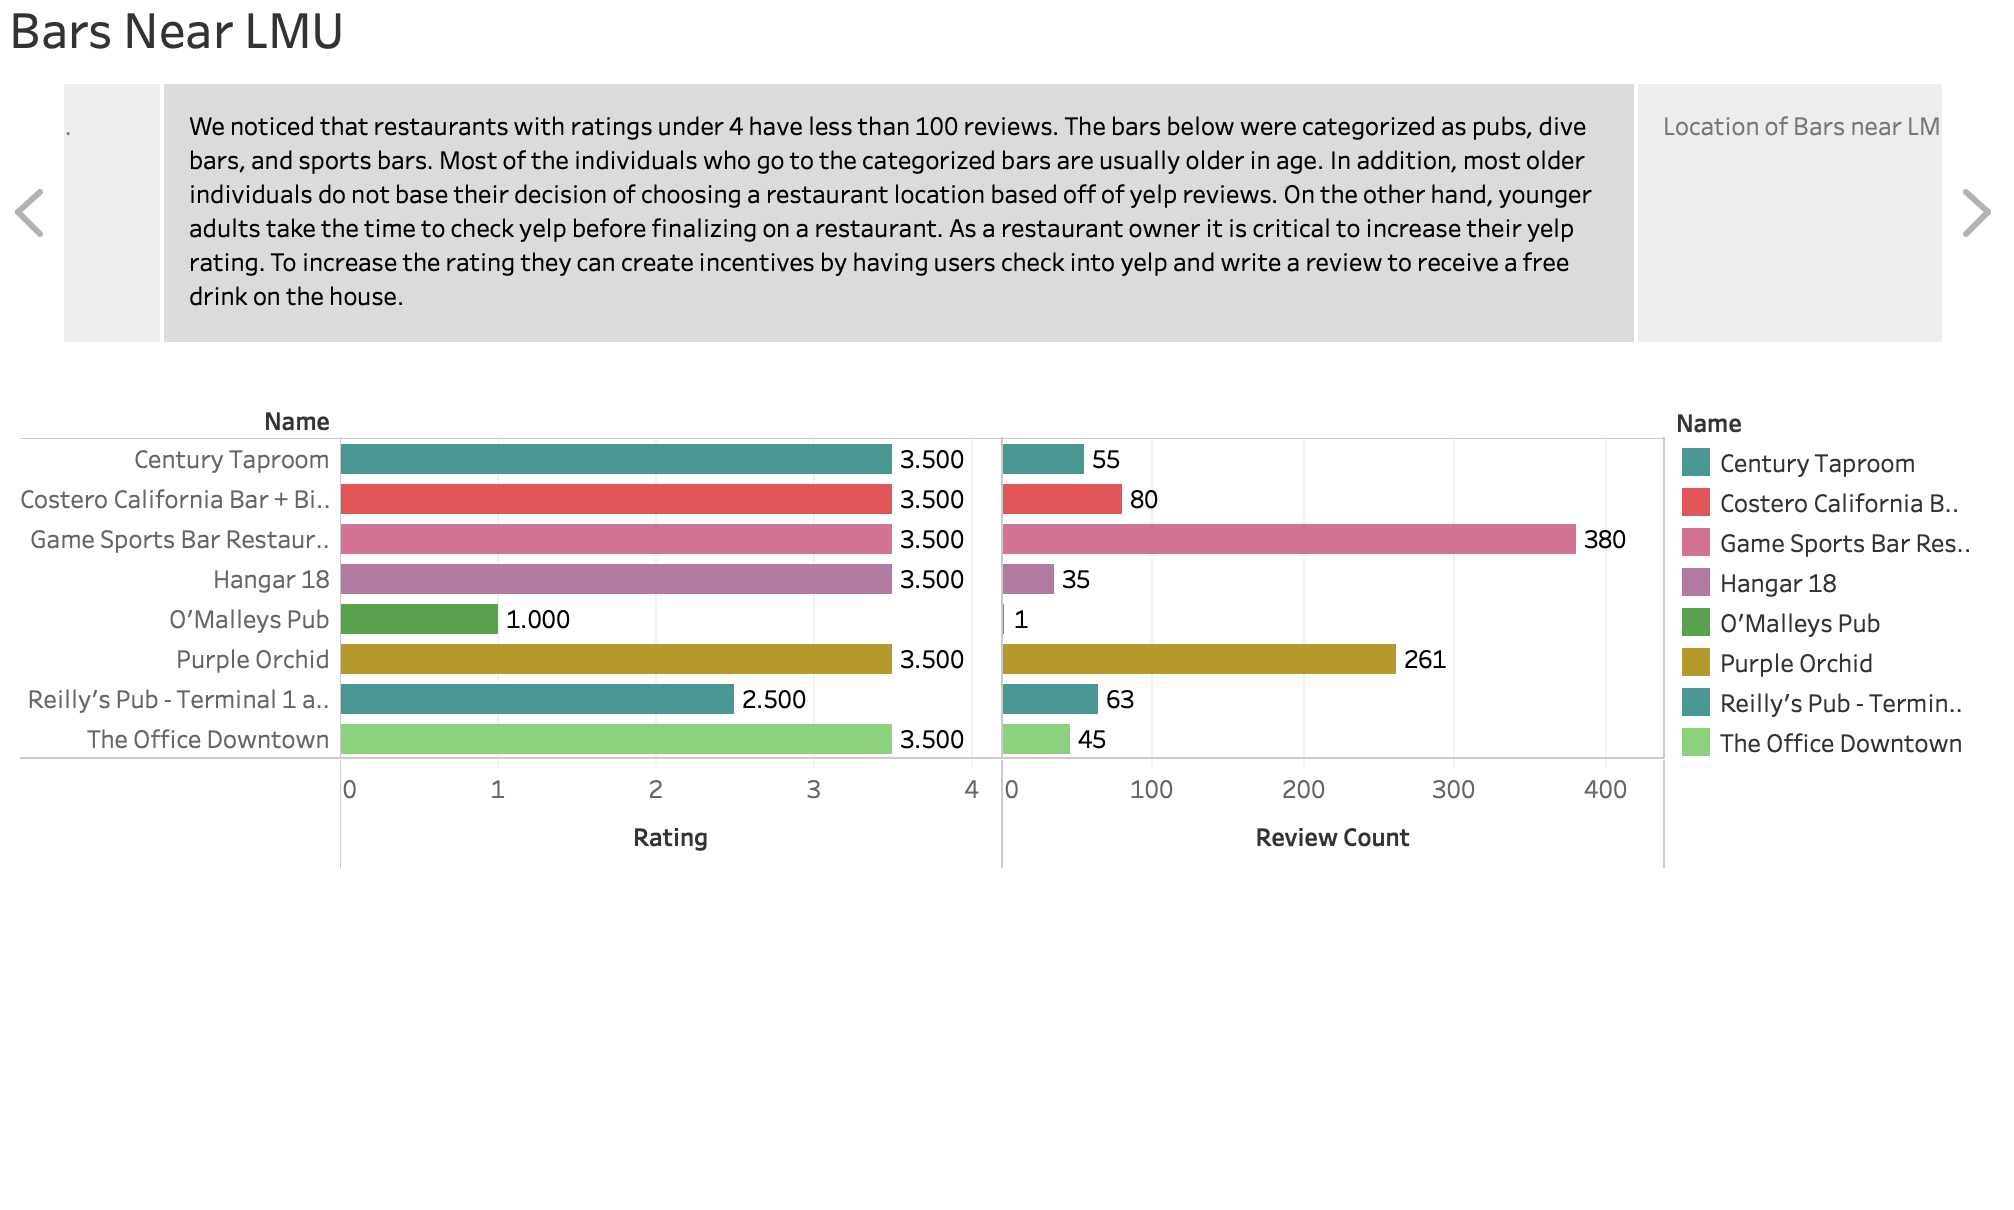 Bars Near LMU
.
We noticed that restaurants with ratings under 4 have less than 100 reviews. The bars below were categorized as pubs, dive
bars, and sports bars. Most of the individuals who go to the categorized bars are usually older in age. In addition, most older
individuals do not base their decision of choosing a restaurant location based off of yelp reviews. On the other hand, younger
adults take the time to check yelp before finalizing on a restaurant. As a restaurant owner it is critical to increase their yelp
rating. To increase the rating they can create incentives by having users check into yelp and write a review to receive a free
drink on the house.
Location of Bars near LM
Name
Century Taproom 3.500 55
Costero California Bar + Bi.. 3.500 80
Game Sports Bar Restaur.. 3.500 380
Hangar 18 3.500 35
O’Malleys Pub 1.000 1
Purple Orchid 3.500 261
Reilly’s Pub - Terminal 1 a.. 2.500 63
The Office Downtown 3.500 45
0 1 2 3 4 0 100 200 300 400
Rating Review Count
Name
Century Taproom
Costero California B..
Game Sports Bar Res..
Hangar 18
O’Malleys Pub
Purple Orchid
Reilly’s Pub - Termin..
The Office Downtown